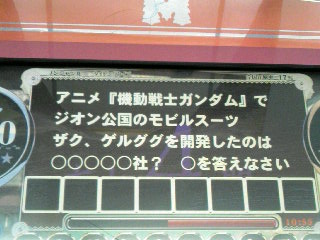 アニメ『機動戦士ガンダム』で
ジオン公国のモビルスーツ
ザク、ゲルググを開発したのは
○○○○○社？　○を答えなさい